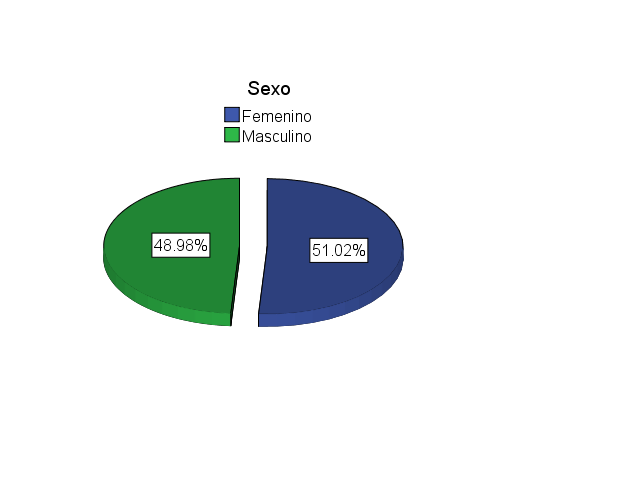 Sexo
Femenino
Masculino
48.98%
51.02%